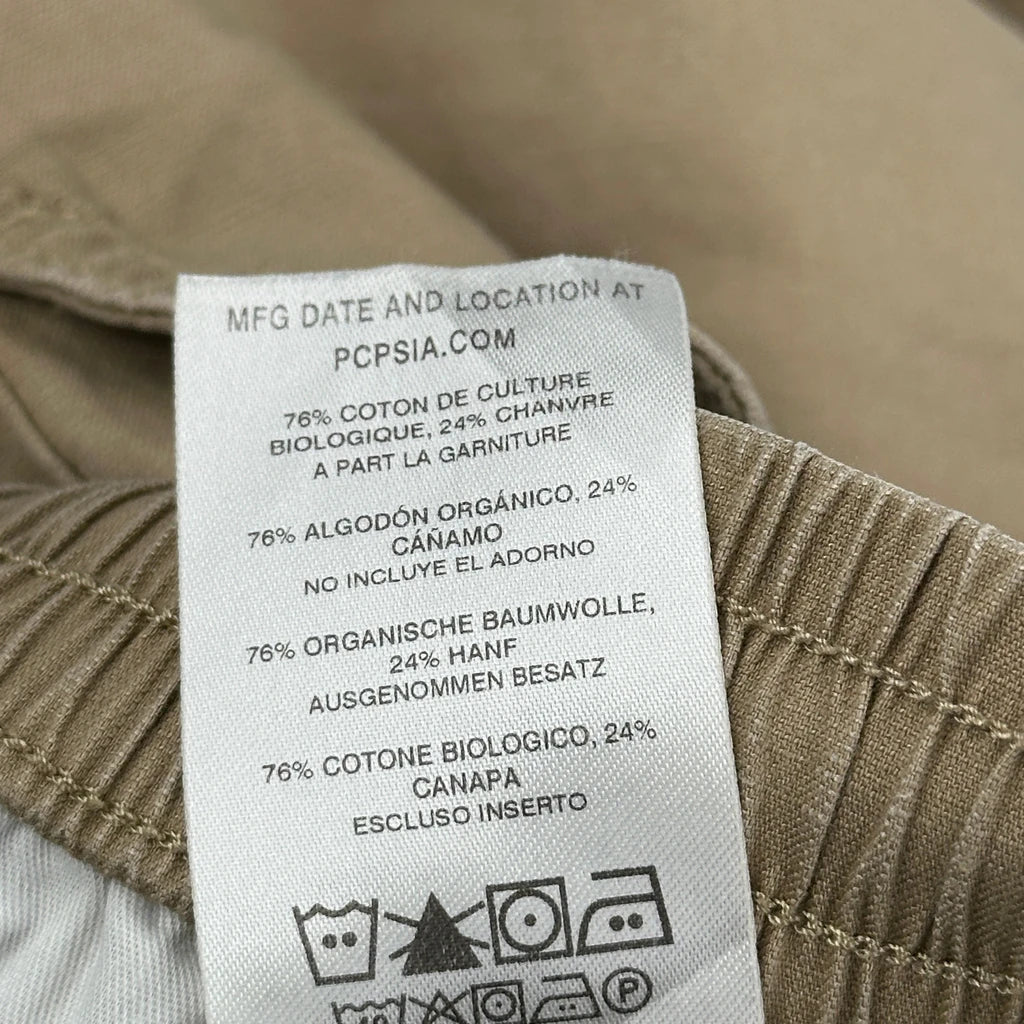 MFG DATE AND LOCATION AT
PCPSIA.COM
76% COTON DE CULTURE
BIOLOGIQUE, 24% CHANVRE
A PART LA GARNITURE
76% ALGODÓN ORGÁNICO, 24%
CÁÑAMO
NO INCLUYE EL ADORNO
76% ORGANISCHE BAUMWOLLE,
24% HANF
AUSGENOMMEN BESATZ
76% COTONE BIOLOGICO, 24%
CANAPA
ESCLUSO INSERTO
P